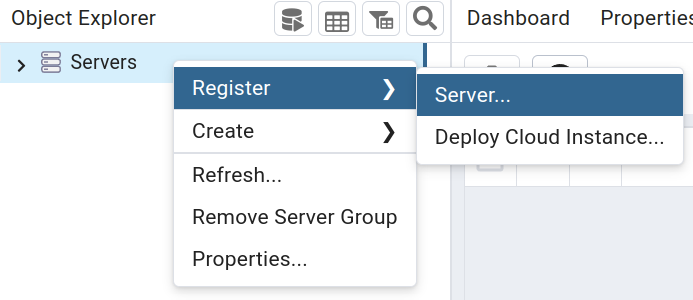 Object Explorer
Dashboard
Properties
Servers
Register
Server...
Create
Deploy Cloud Instance...
Refresh...
Remove Server Group
Properties...